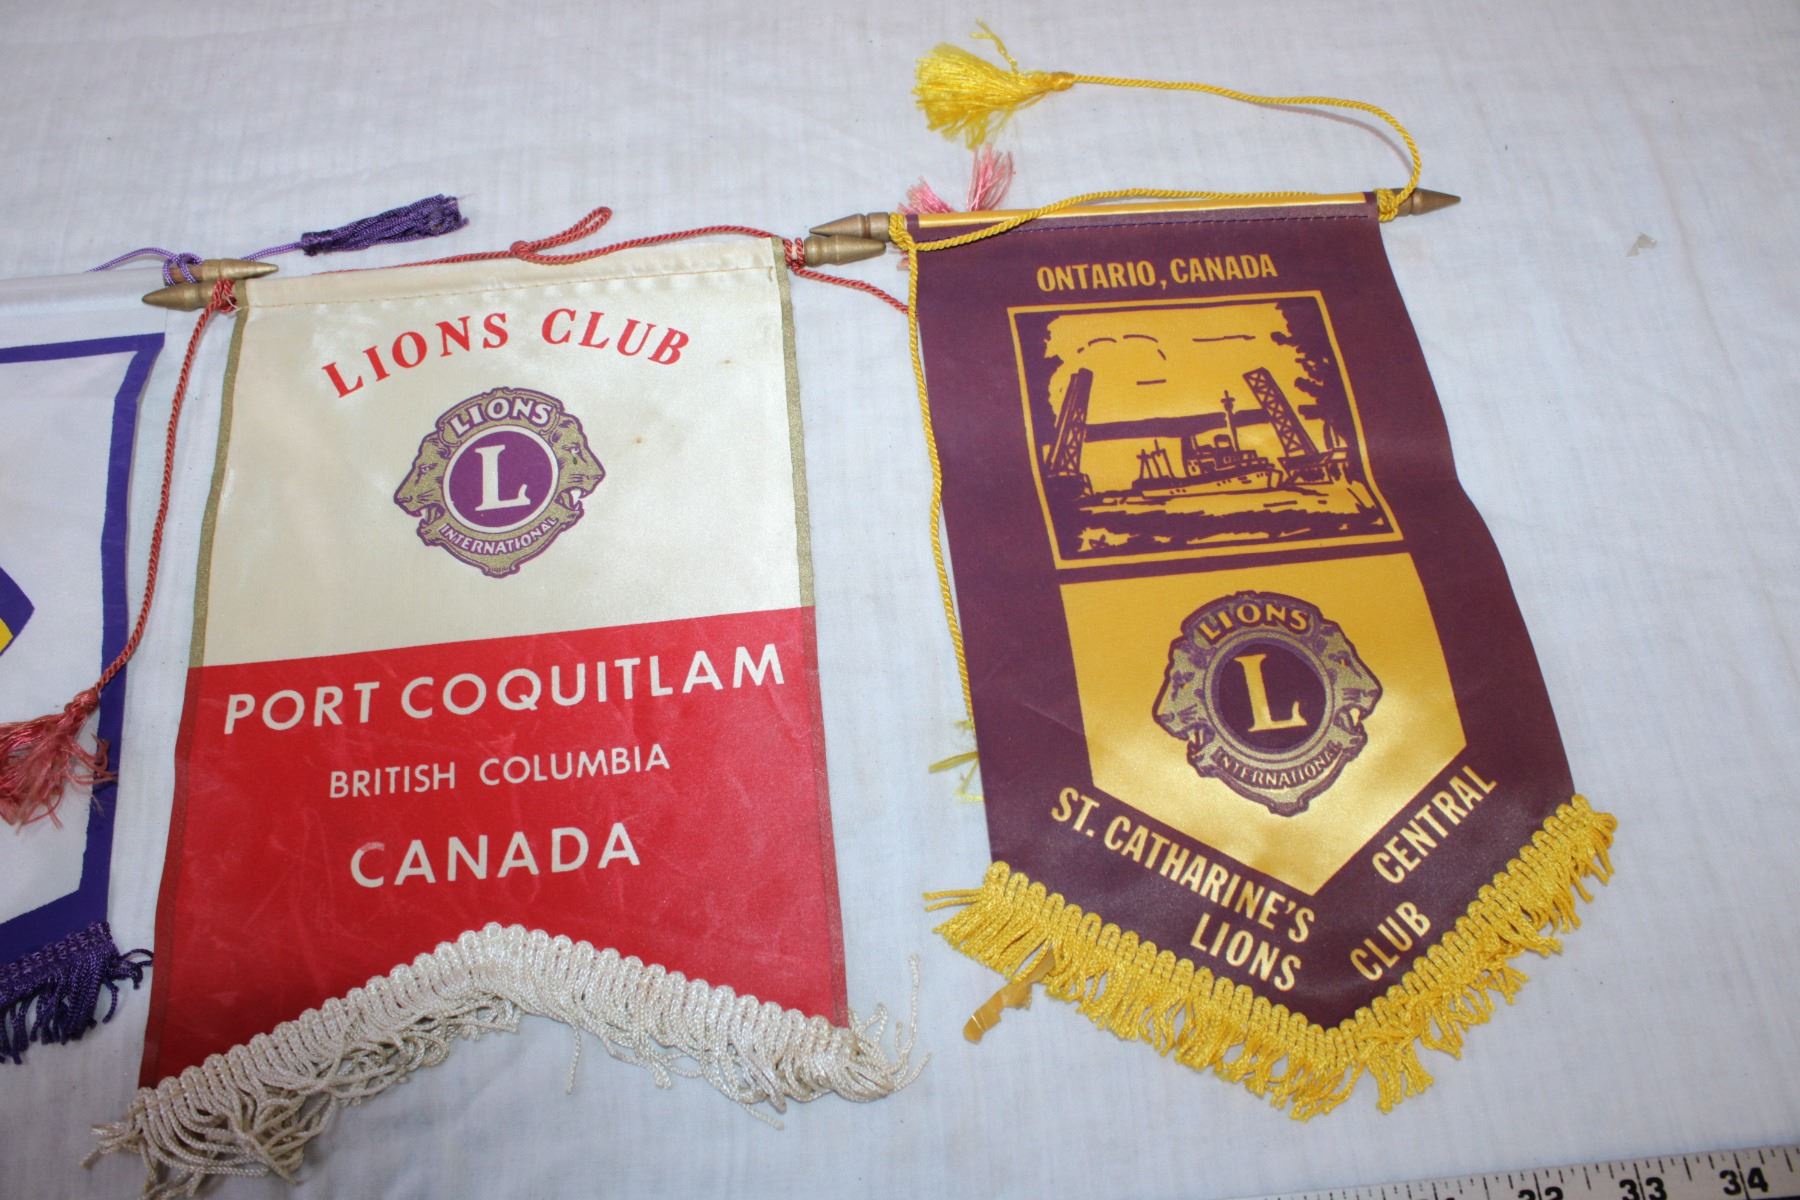 LIONS CLUB
LIONS
L
INTERNATIONAL
PORT COQUITLAM
BRITISH COLUMBIA
CANADA
ONTARIO, CANADA
LIONS
L
INTERNATIONAL
ST. CATHARINE'S CENTRAL
LIONS CLUB
32 33 34